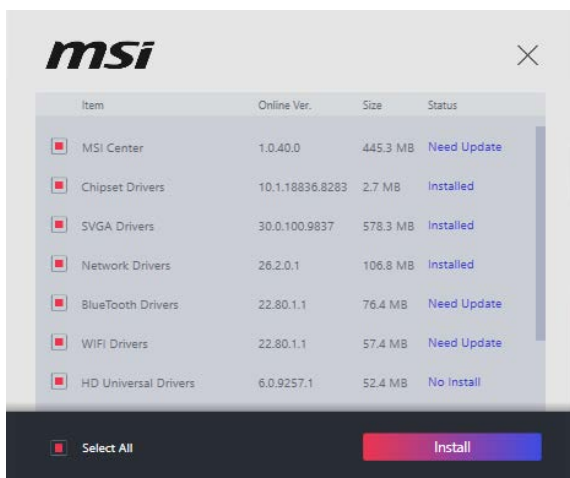 msi
Item Online Ver. Size Status
MSI Center 1.0.40.0 445.3 MB Need Update
Chipset Drivers 10.1.18836.8283 2.7 MB Installed
SVGA Drivers 30.0.100.9837 578.3 MB Installed
Network Drivers 26.2.0.1 106.8 MB Installed
BlueTooth Drivers 22.80.1.1 76.4 MB Need Update
WIFI Drivers 22.80.1.1 57.4 MB Need Update
HD Universal Drivers 6.0.9257.1 52.4 MB No Install
Select All Install